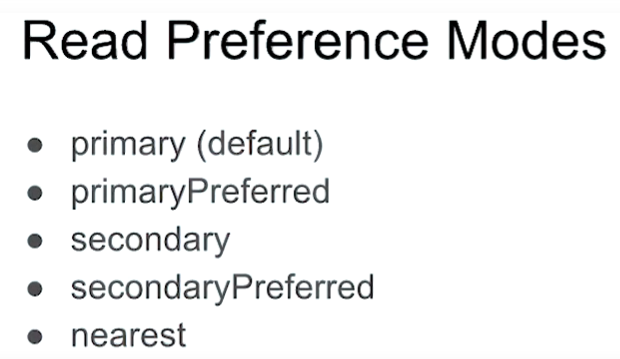 Read Preference Modes
● primary (default)
● primaryPreferred
● secondary
● secondaryPreferred
● nearest